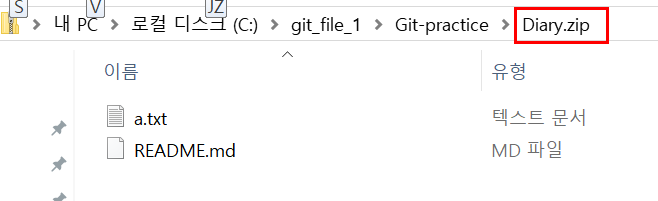 S V JZ
내 PC > 로컬 디스크 (C:) > git_file_1 > Git-practice > Diary.zip
이름 유형
a.txt 텍스트 문서
README.md MD 파일